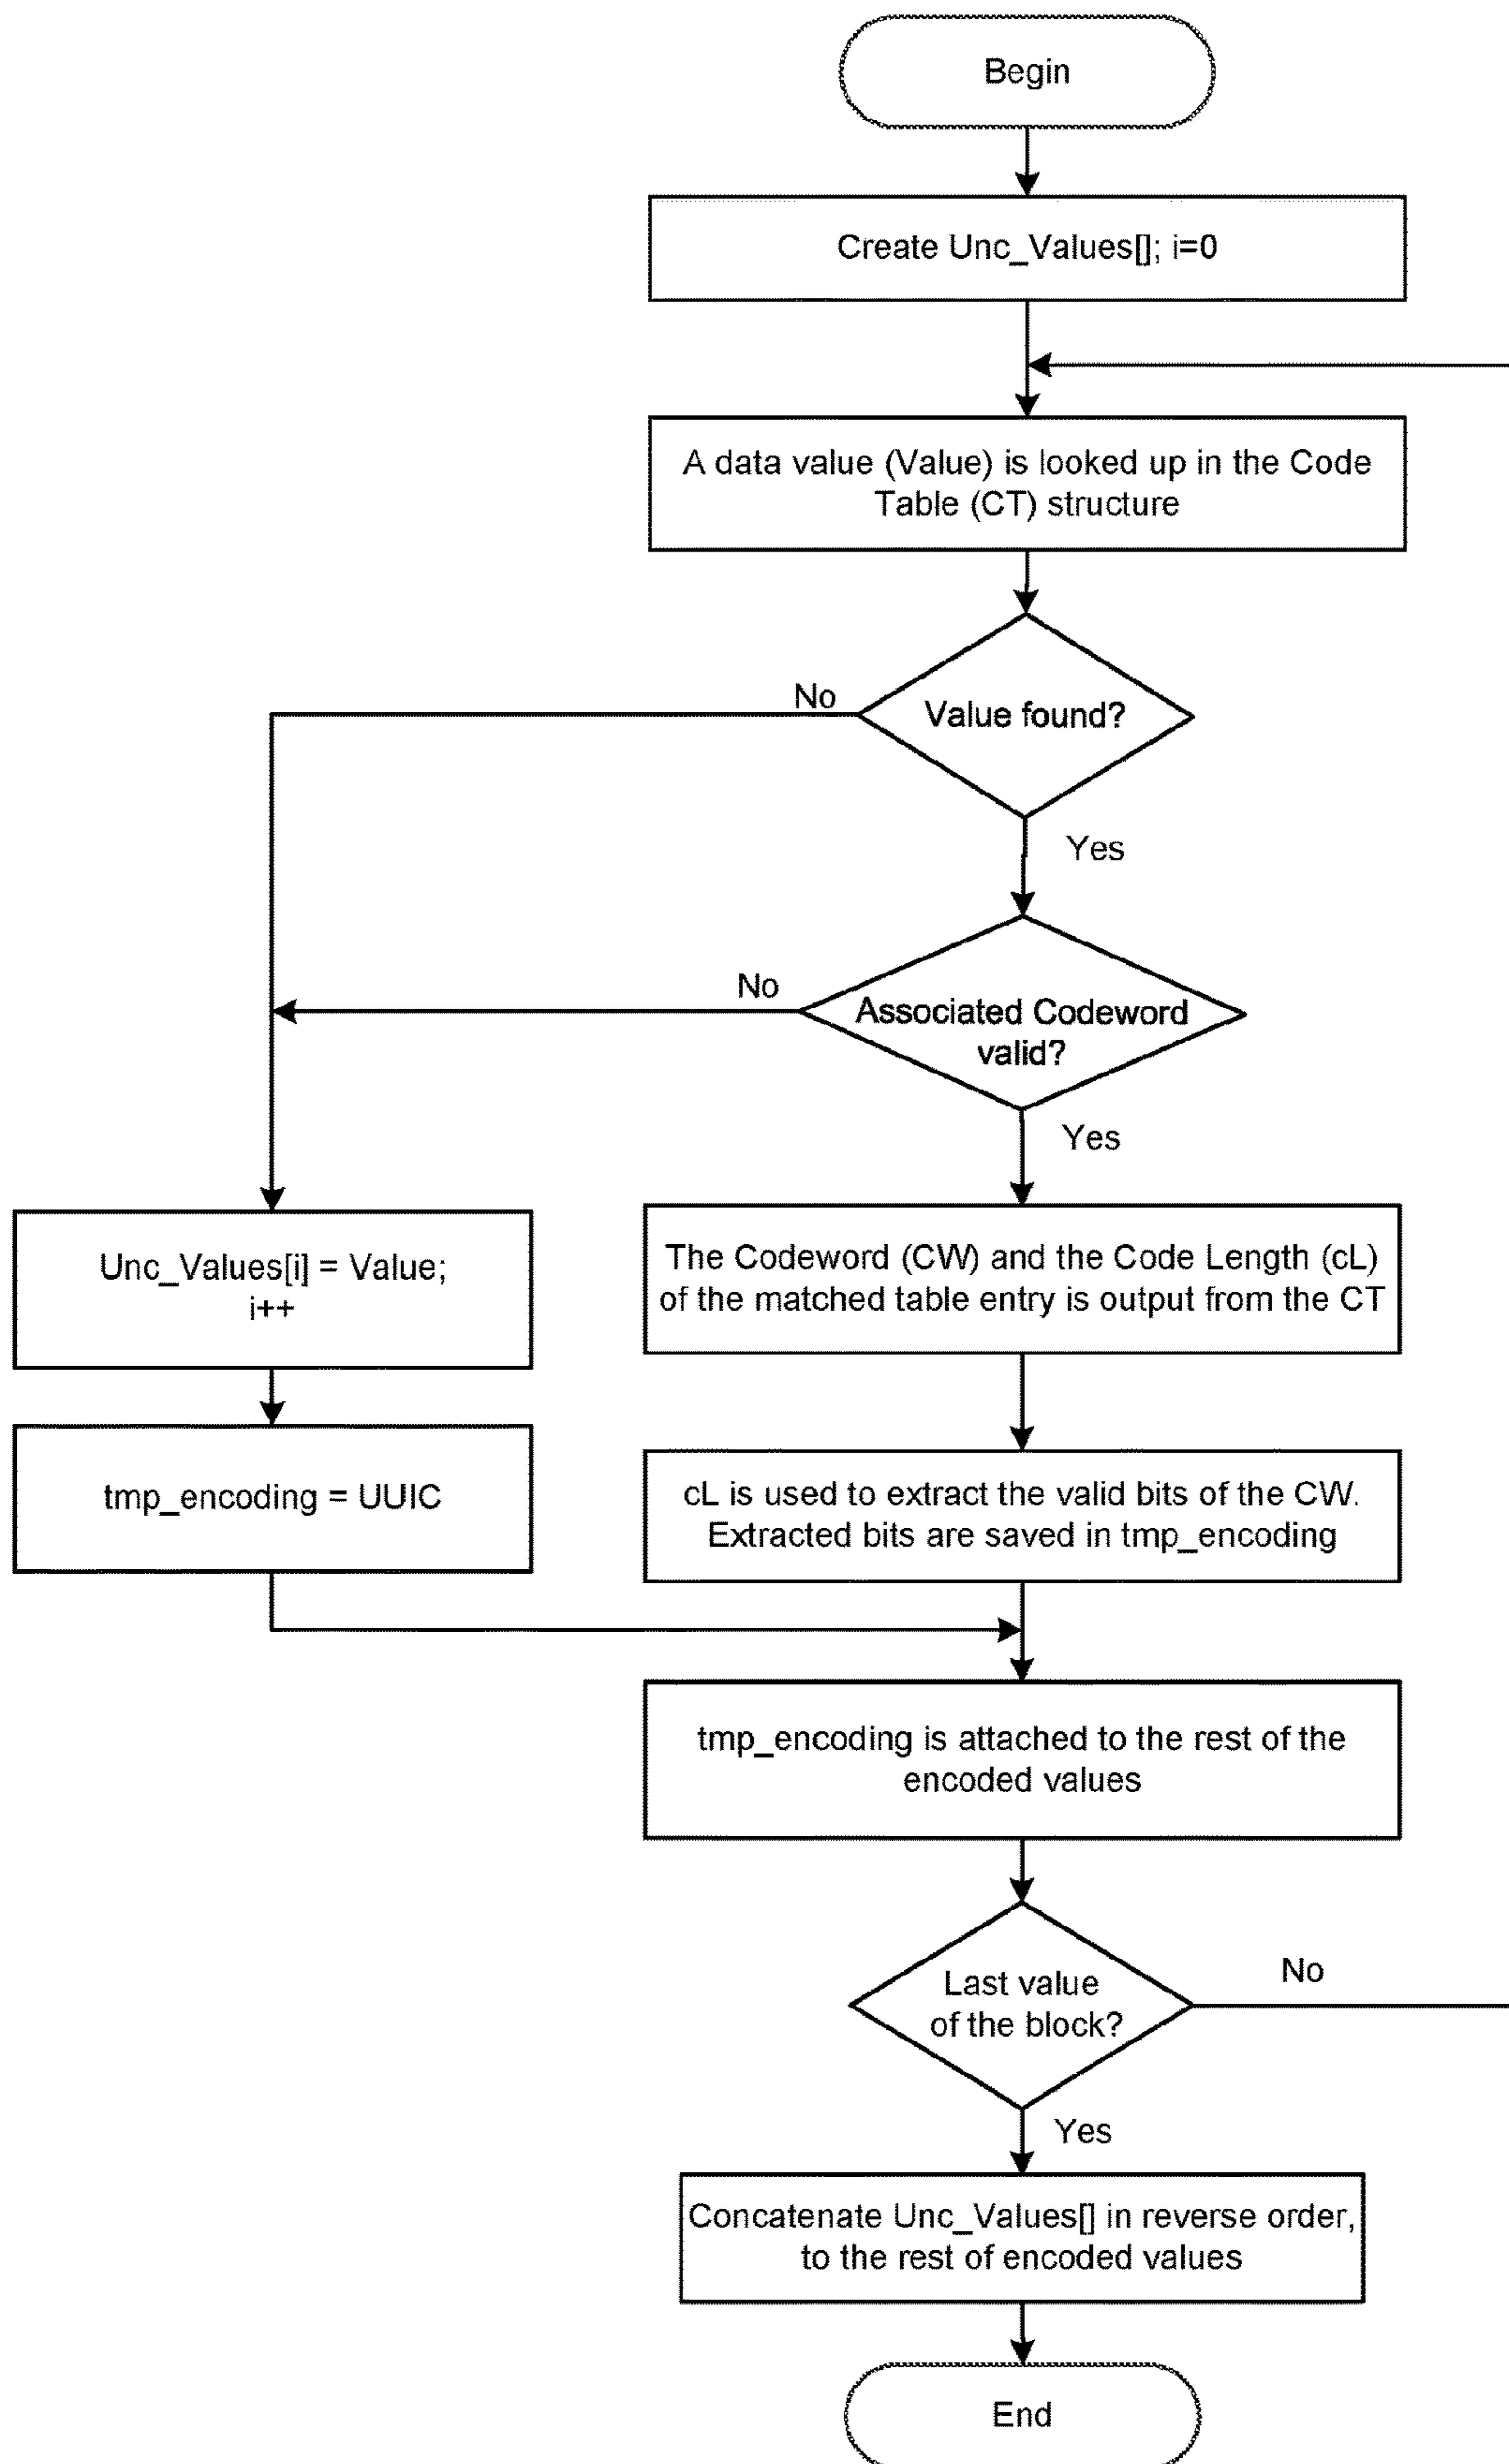 Begin
Create Unc_Values[]; i=0
A data value (Value) is looked up in the Code
Table (CT) structure
No
Value found?
Yes
No
Associated Codeword
valid?
Yes
Unc_Values[i] = Value;
i++
The Codeword (CW) and the Code Length (cL)
of the matched table entry is output from the CT
tmp_encoding = UUIC
cL is used to extract the valid bits of the CW.
Extracted bits are saved in tmp_encoding
tmp_encoding is attached to the rest of the
encoded values
Last value
of the block?
No
Yes
Concatenate Unc_Values[] in reverse order,
to the rest of encoded values
End